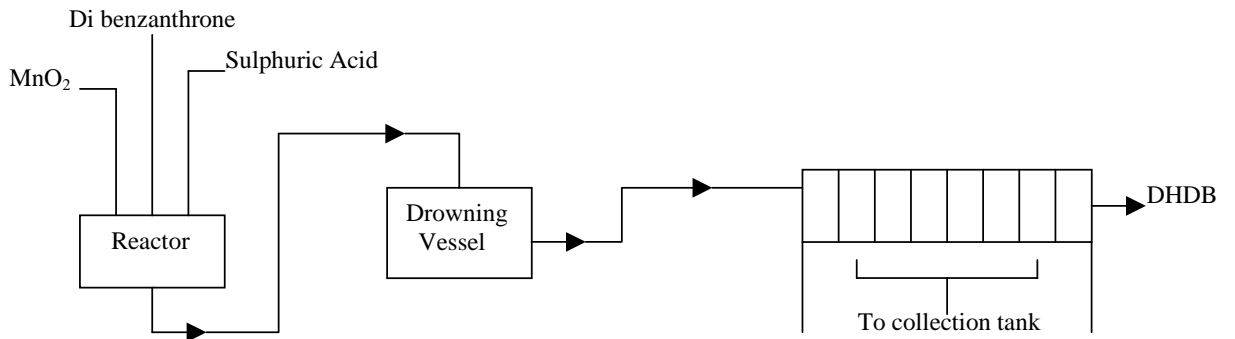 Di benzanthrone
Sulphuric Acid
MnO₂
Reactor
Drowning
Vessel
DHDB
To collection tank